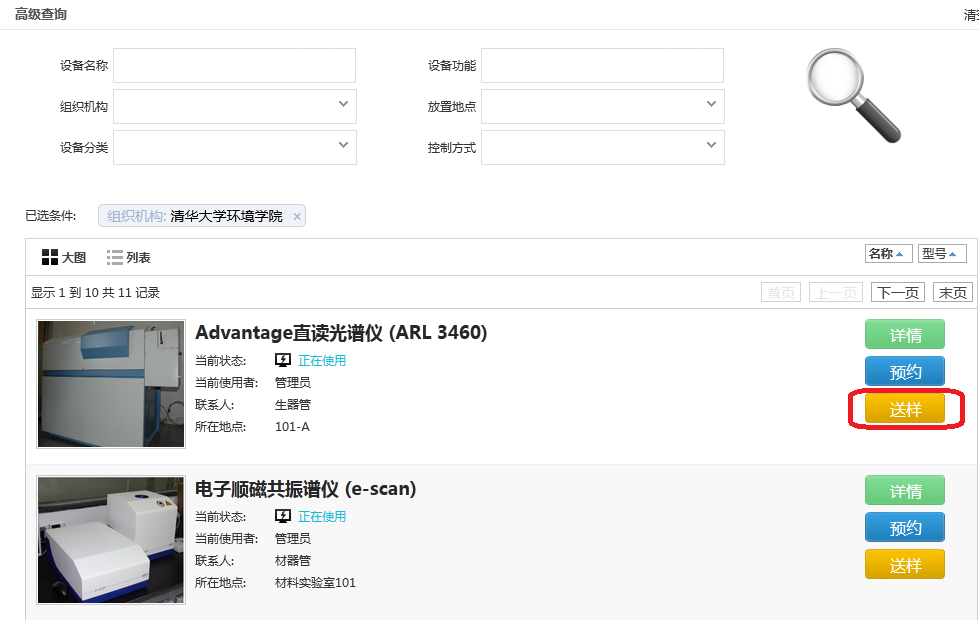 高级查询
设备名称 设备功能
组织机构 放置地点
设备分类 控制方式
已选条件: 组织机构: 清华大学环境学院 ×
大图 列表 名称 型号
显示 1 到 10 共 11 记录 首页 上一页 下一页 末页
Advantage直读光谱仪 (ARL 3460)
当前状态: 正在使用
当前使用者: 管理员
联系人: 生器管
所在地点: 101-A
详情
预约
送样
电子顺磁共振谱仪 (e-scan)
当前状态: 正在使用
当前使用者: 管理员
联系人: 材器管
所在地点: 材料实验室101
详情
预约
送样